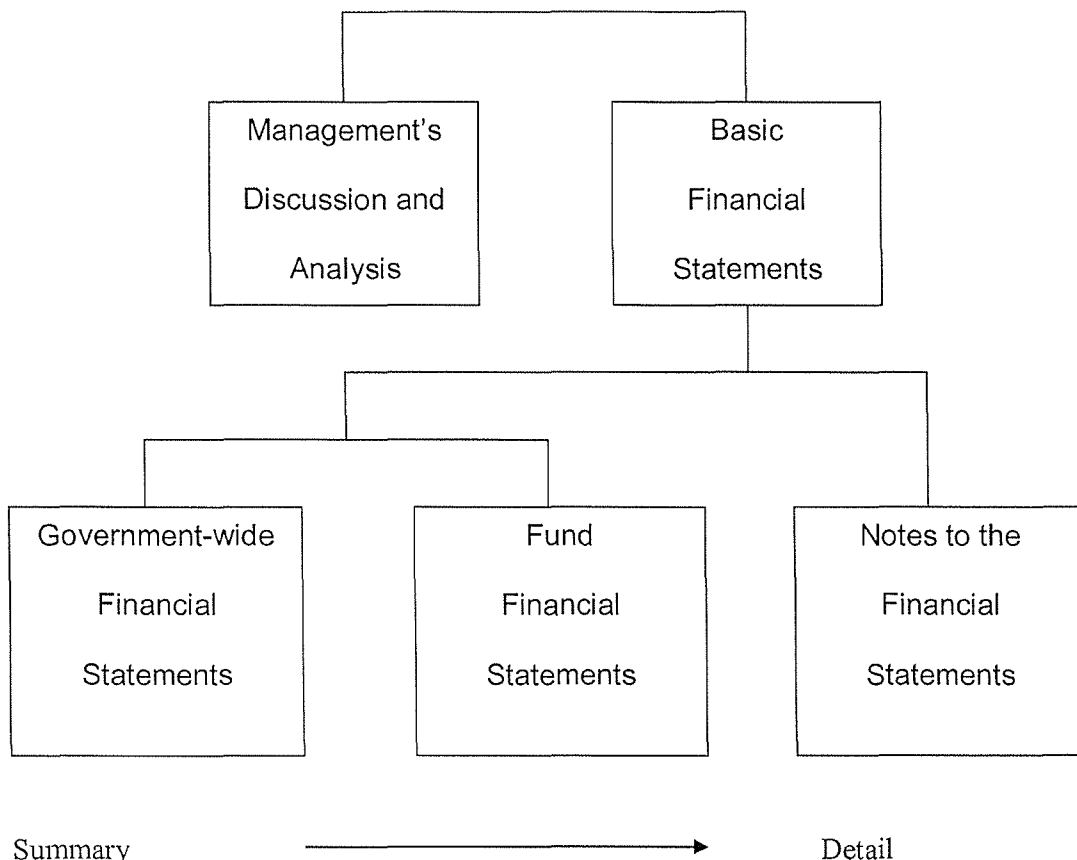 Management's
Discussion and
Analysis
Basic
Financial
Statements
Government-wide
Financial
Statements
Fund
Financial
Statements
Notes to the
Financial
Statements
Summary
Detail